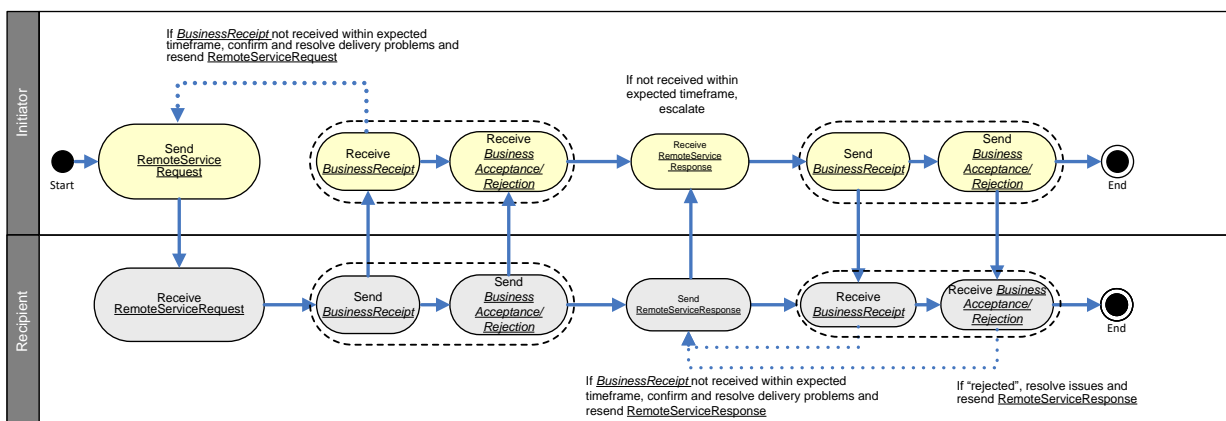 If BusinessReceipt not received within expected
timeframe, confirm and resolve delivery problems and
resend RemoteServiceRequest
If not received within
expected timeframe,
escalate
Initiator
Start
Send
RemoteService
Request
Receive
BusinessReceipt
Receive
Business
Acceptance/
Rejection
Receive
RemoteService
Response
Send
BusinessReceipt
Send
Business
Acceptance/
Rejection
End
Recipient
Receive
RemoteServiceRequest
Send
BusinessReceipt
Send
Business
Acceptance/
Rejection
Send
RemoteServiceResponse
Receive
BusinessReceipt
Receive Business
Acceptance/
Rejection
End
If BusinessReceipt not received within expected
timeframe, confirm and resolve delivery problems and
resend RemoteServiceResponse
If “rejected”, resolve issues and
resend RemoteServiceResponse